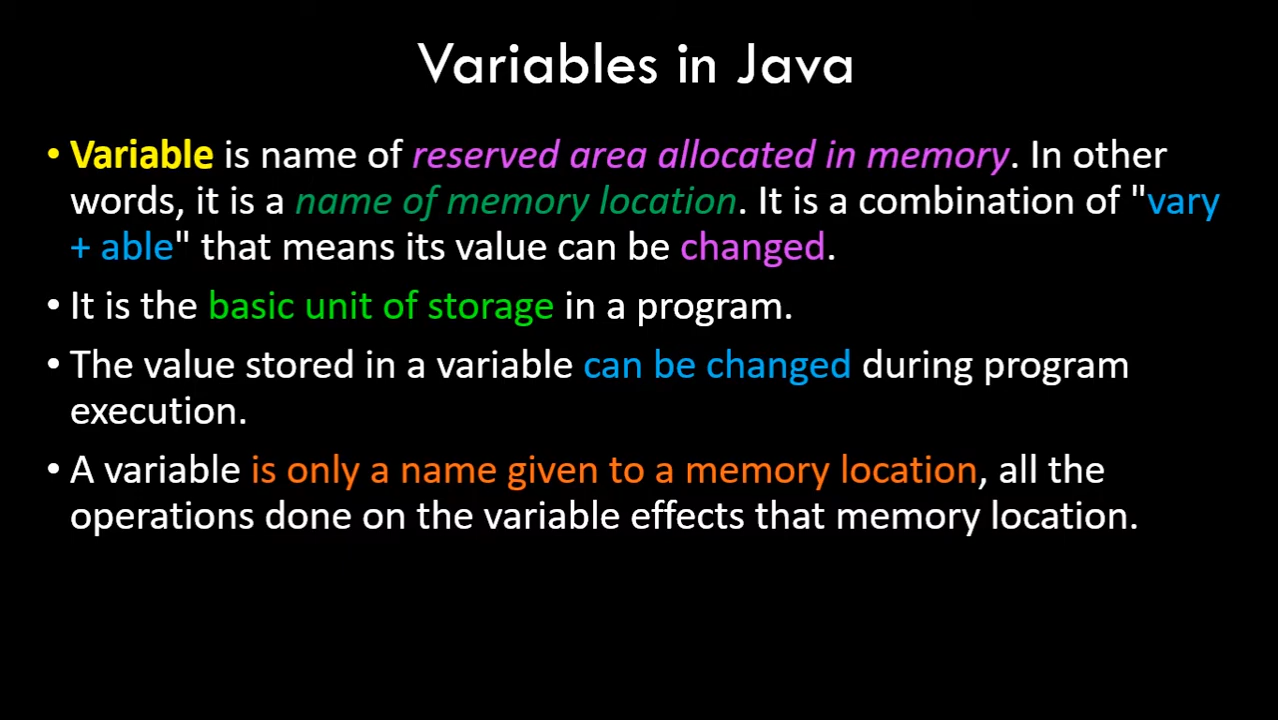 Variables in Java
• Variable is name of reserved area allocated in memory. In other
words, it is a name of memory location. It is a combination of "vary
+ able" that means its value can be changed.
• It is the basic unit of storage in a program.
• The value stored in a variable can be changed during program
execution.
• A variable is only a name given to a memory location, all the
operations done on the variable effects that memory location.